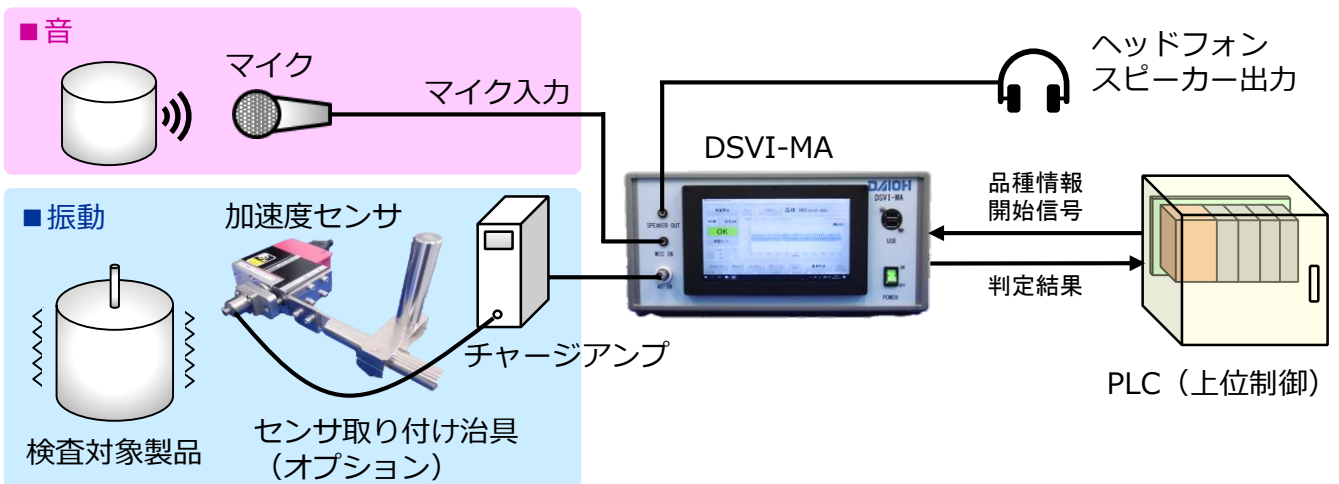 ■音
マイク
マイク入力
ヘッドフォン
スピーカー出力
DSVI-MA
DAIOH
DSVI-MA
SPEAKER OUT
MIC IN
USB
POWER
ON
OFF
OK
品種
品種情報
開始信号
判定結果
PLC（上位制御）
■振動
加速度センサ
チャージアンプ
検査対象製品
センサ取り付け治具
（オプション）